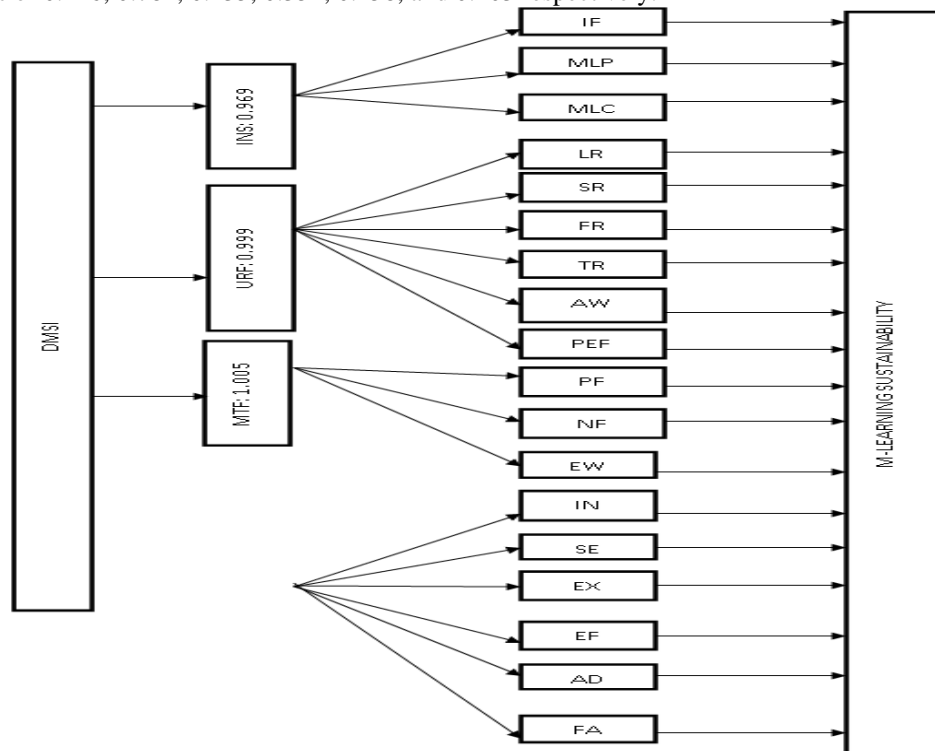 respectively.
IF
MLP
MLC
LR
SR
FR
TR
AW
PEF
PF
NF
EW
IN
SE
EX
EF
AD
FA
DMSI
INS: 0.969
URF: 0.999
MTF: 1.005
M-LEARNING SUSTAINABILITY